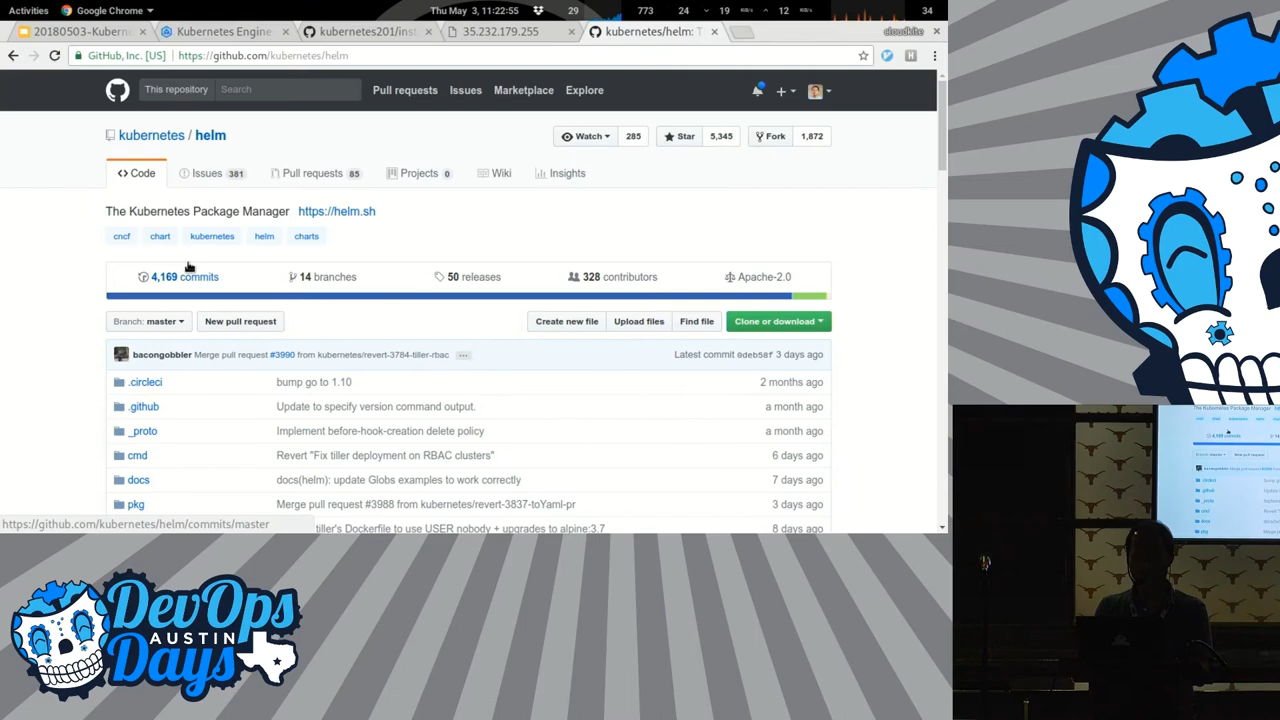 Activities Google Chrome Thu May 3, 11:22:55 29 773 24 19 12 34
20180503-Kuberne Kubernetes Engine kubernetes201/inst 35.232.179.255 kubernetes/helm: T cloudkite
GitHub, Inc. [US] https://github.com/kubernetes/helm
This repository Search Pull requests Issues Marketplace Explore
kubernetes / helm Watch 285 Star 5,345 Fork 1,872
Code Issues 381 Pull requests 85 Projects 0 Wiki Insights
The Kubernetes Package Manager https://helm.sh
cncf chart kubernetes helm charts
4,169 commits 14 branches 50 releases 328 contributors Apache-2.0
Branch: master New pull request Create new file Upload files Find file Clone or download
bacongobbler Merge pull request #3990 from kubernetes/revert-3784-tiller-rbac ... Latest commit 0deb58f 3 days ago
.circleci bump go to 1.10 2 months ago
.github Update to specify version command output. a month ago
_proto Implement before-hook-creation delete policy a month ago
cmd Revert "Fix tiller deployment on RBAC clusters" 6 days ago
docs docs(helm): update Globs examples to work correctly 7 days ago
pkg Merge pull request #3988 from kubernetes/revert-3837-toYaml-pr 3 days ago
https://github.com/kubernetes/helm/commits/master tiller's Dockerfile to use USER nobody + upgrades to alpine:3.7 8 days ago
DevOps
AUSTIN
Days